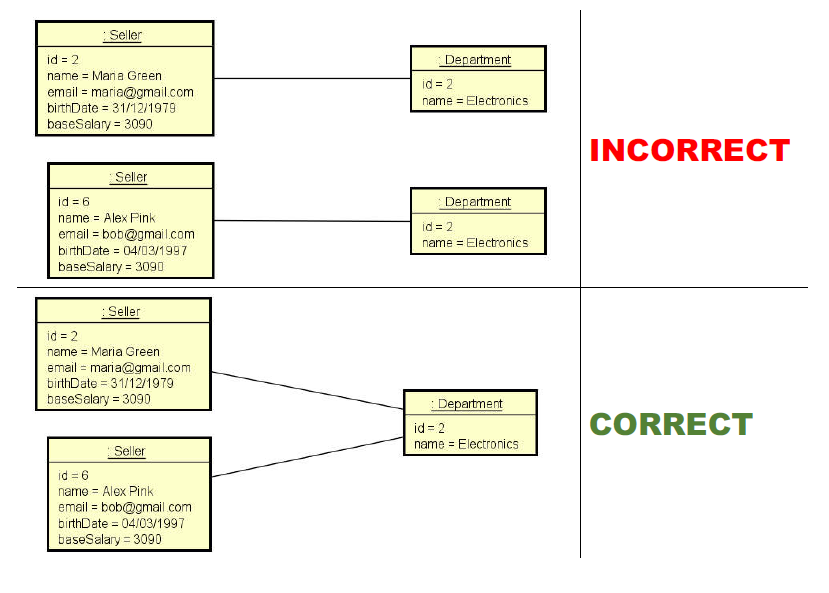 : Seller
id = 2
name = Maria Green
email = maria@gmail.com
birthDate = 31/12/1979
baseSalary = 3090
: Department
id = 2
name = Electronics
INCORRECT
: Seller
id = 6
name = Alex Pink
email = bob@gmail.com
birthDate = 04/03/1997
baseSalary = 3090
: Department
id = 2
name = Electronics
: Seller
id = 2
name = Maria Green
email = maria@gmail.com
birthDate = 31/12/1979
baseSalary = 3090
: Department
id = 2
name = Electronics
CORRECT
: Seller
id = 6
name = Alex Pink
email = bob@gmail.com
birthDate = 04/03/1997
baseSalary = 3090